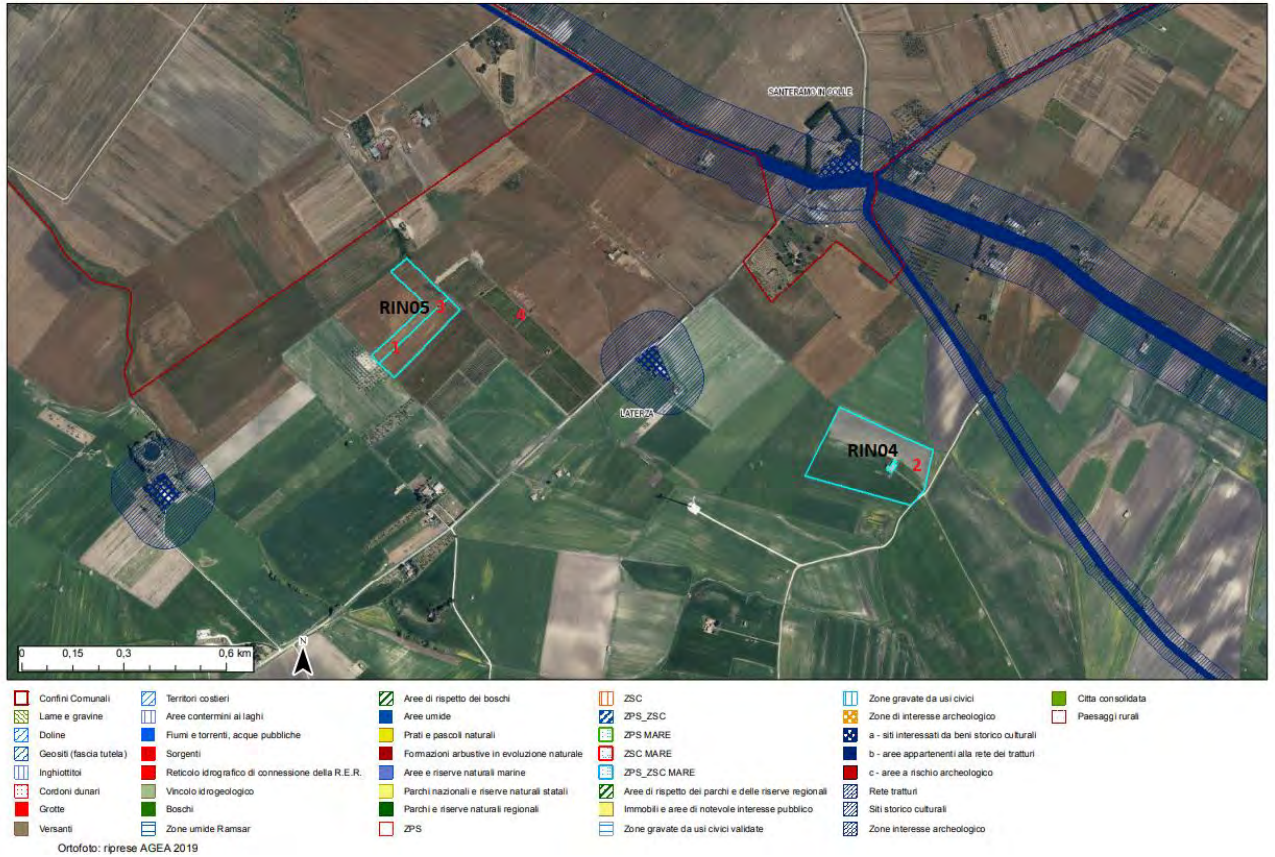 SANTERAMO IN COLLE
RIN05
3
4
1
LATERZA
RIN04
2
N
0 0,15 0,3 0,6 km
Confini Comunali
Lame e gravine
Doline
Geositi (fascia tutela)
Inghiottitoi
Cordoni dunari
Grotte
Versanti
Territori costieri
Aree contermini ai laghi
Fiumi e torrenti, acque pubbliche
Sorgenti
Reticolo idrografico di connessione della R.E.R.
Vincolo idrogeologico
Boschi
Zone umide Ramsar
Aree di rispetto dei boschi
Aree umide
Prati e pascoli naturali
Formazioni arbustive in evoluzione naturale
Aree e riserve naturali marine
Parchi nazionali e riserve naturali statali
Parchi e riserve naturali regionali
ZPS
ZSC
ZPS_ZSC
ZPS MARE
ZSC MARE
ZPS_ZSC MARE
Aree di rispetto dei parchi e delle riserve regionali
Immobili e aree di notevole interesse pubblico
Zone gravate da usi civici validate
Zone gravate da usi civici
Zone di interesse archeologico
a - siti interessati da beni storico culturali
b - aree appartenenti alla rete dei tratturi
c - aree a rischio archeologico
Rete tratturi
Siti storico culturali
Zone interesse archeologico
Citta consolidata
Paesaggi rurali
Ortofoto: riprese AGEA 2019